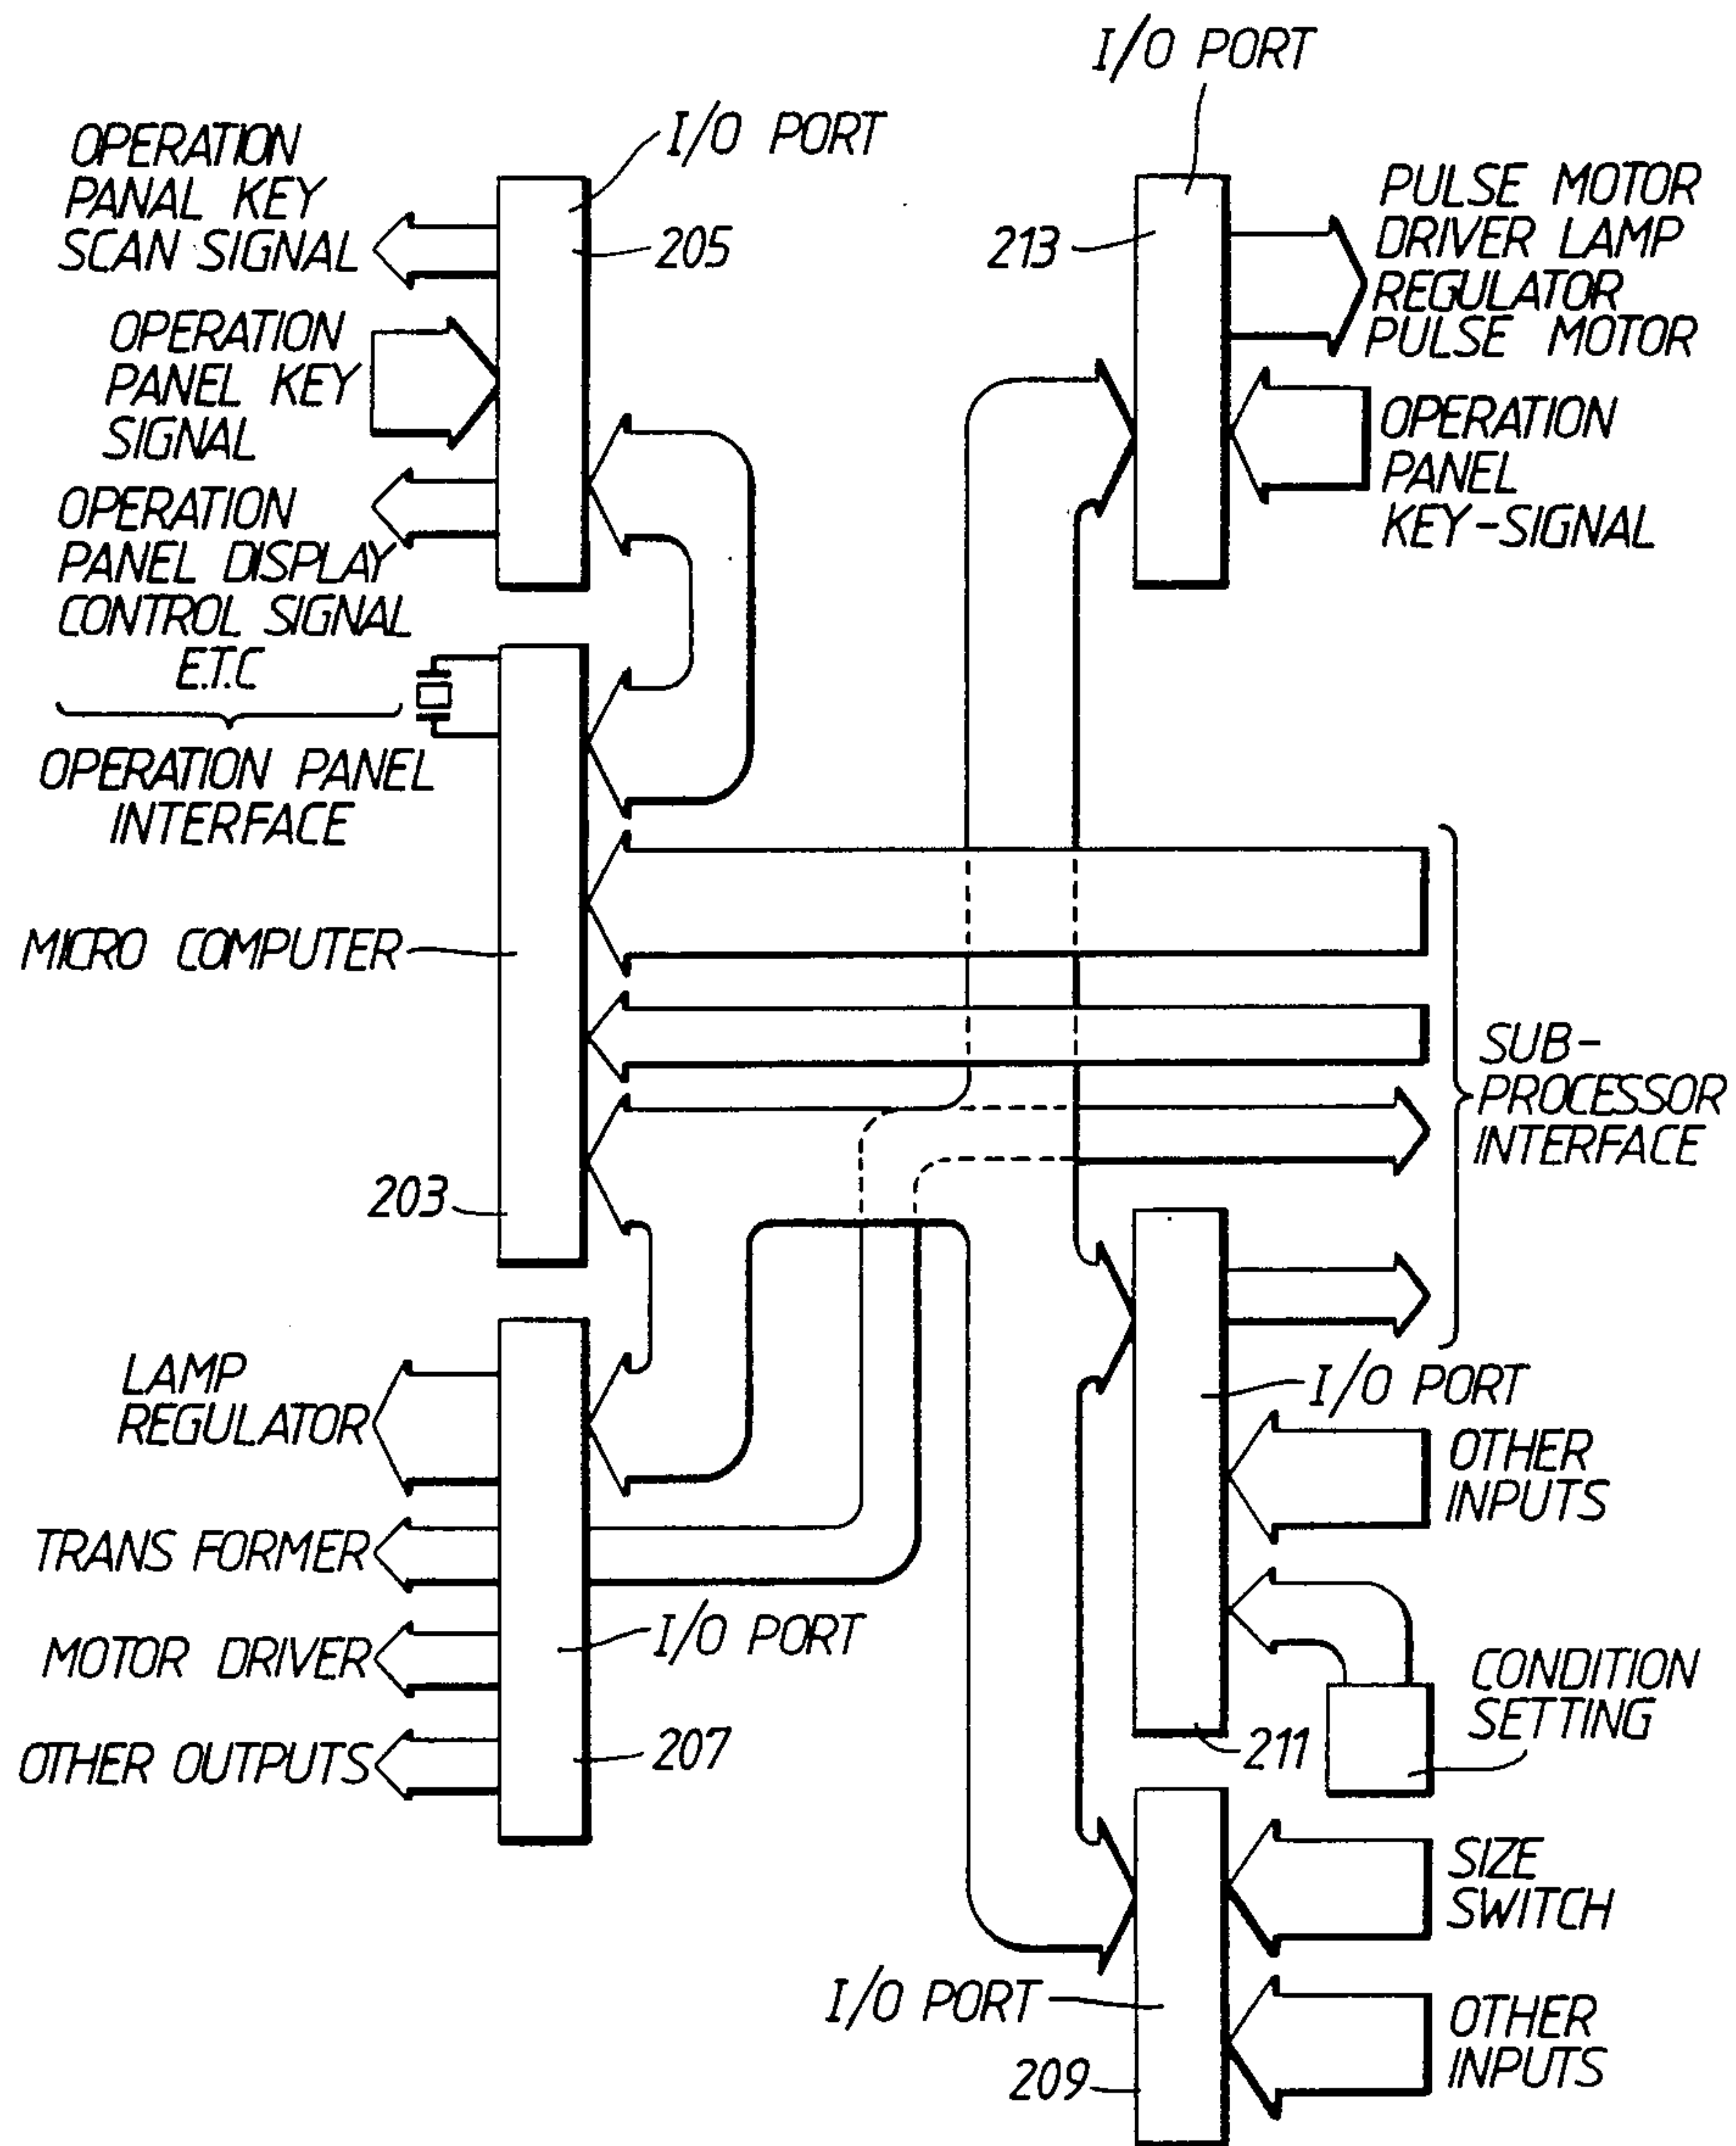 I/O PORT
OPERATION
PANAL KEY
SCAN SIGNAL
I/O PORT
205
213
PULSE MOTOR
DRIVER LAMP
REGULATOR
PULSE MOTOR
OPERATION
PANEL KEY
SIGNAL
OPERATION
PANEL
KEY-SIGNAL
OPERATION
PANEL DISPLAY
CONTROL SIGNAL
E.T.C
OPERATION PANEL
INTERFACE
MICRO COMPUTER
203
SUB-
PROCESSOR
INTERFACE
LAMP
REGULATOR
TRANS FORMER
MOTOR DRIVER
OTHER OUTPUTS
I/O PORT
207
I/O PORT
OTHER
INPUTS
CONDITION
SETTING
211
SIZE
SWITCH
I/O PORT
209
OTHER
INPUTS